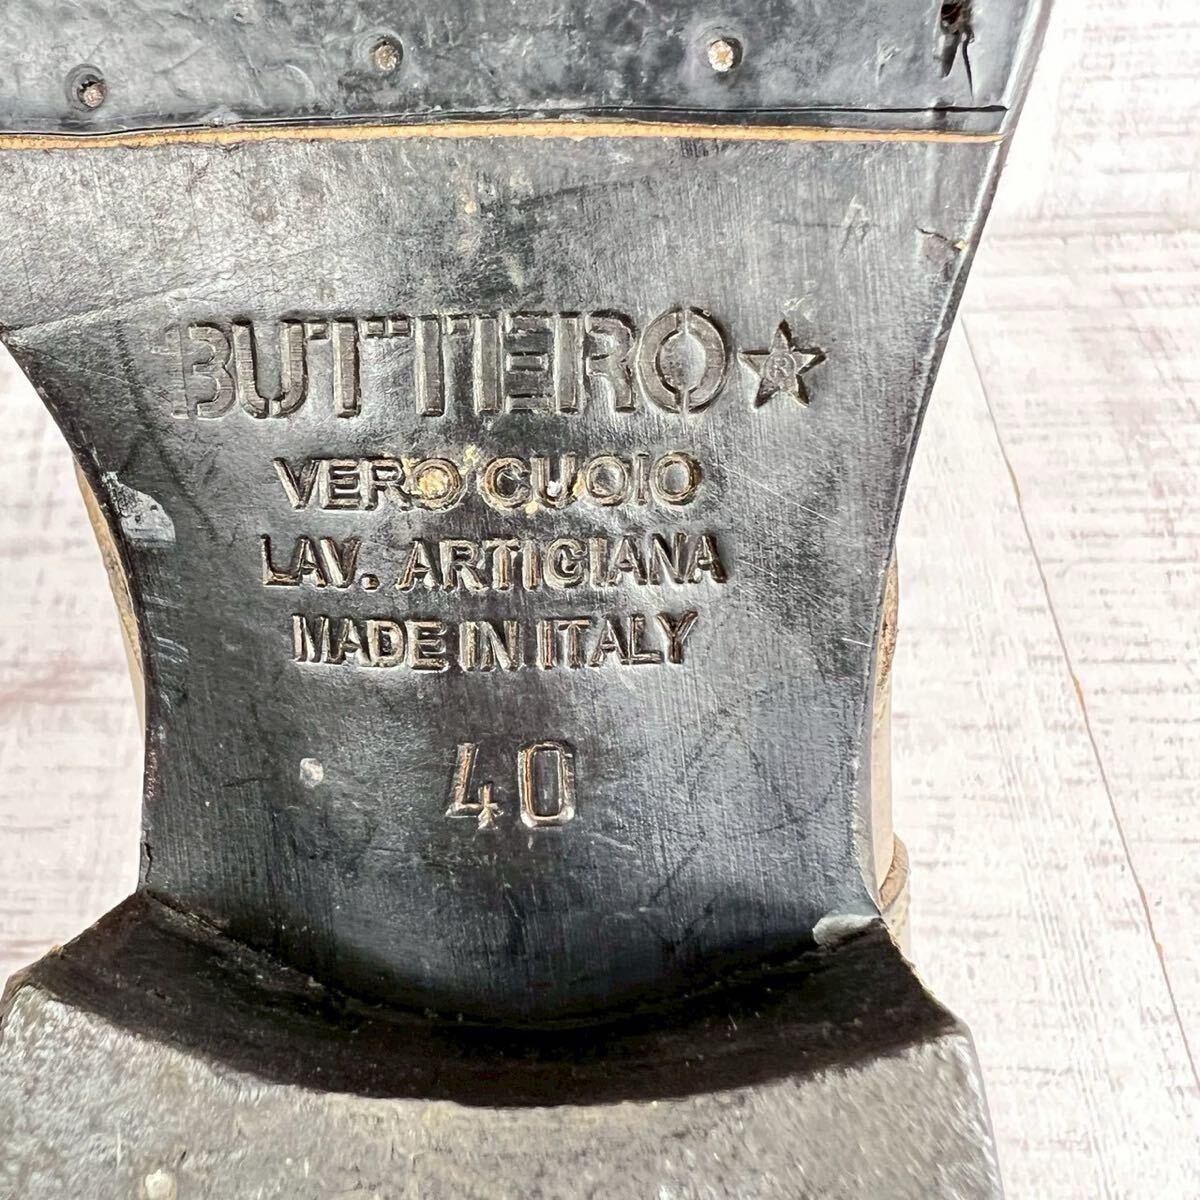 BUTTERO ®
VERO CUOIO
LAV. ARTIGIANA
MADE IN ITALY
40